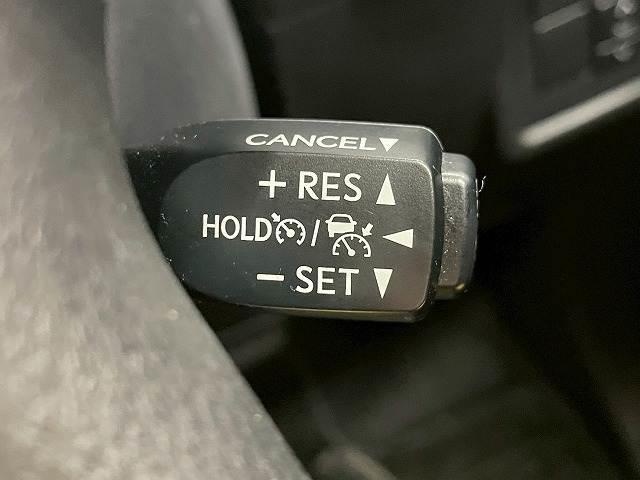 CANCEL▼
+ RES ▲
HOLD / ◀
− SET ▼